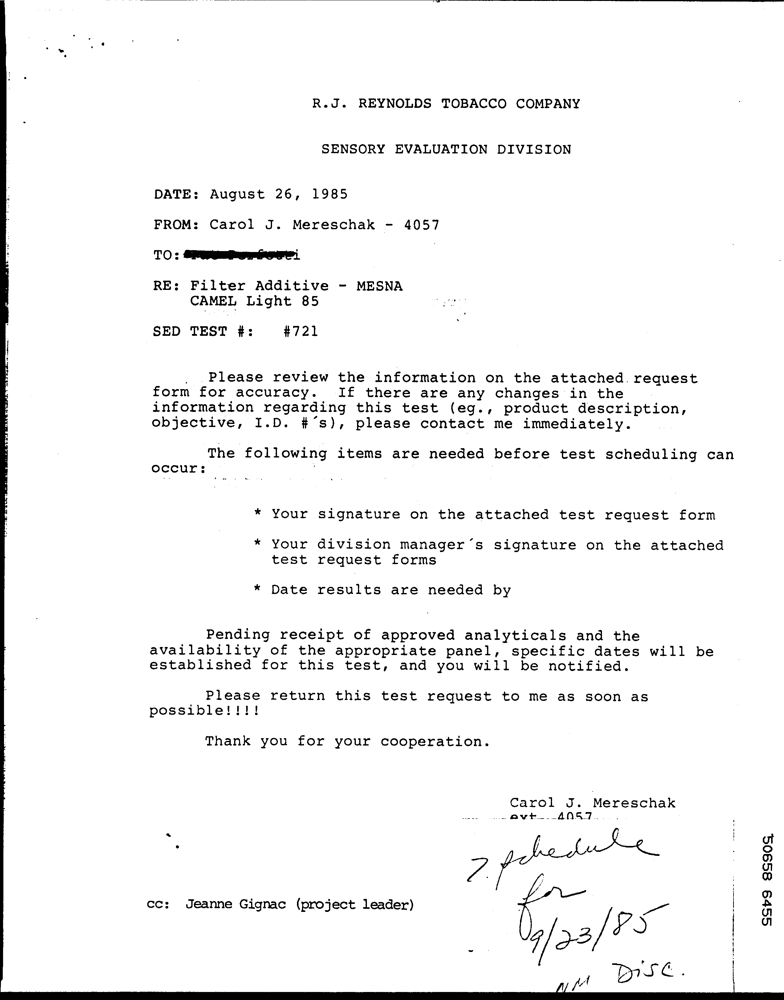 R.J. REYNOLDS TOBACCO COMPANY
SENSORY EVALUATION DIVISION
DATE: August 26, 1985
FROM: Carol J. Mereschak - 4057
TO:
RE: Filter Additive - MESNA
CAMEL Light 85
SED TEST #: #721
Please review the information on the attached request
form for accuracy. If there are any changes in the
information regarding this test (eg., product description,
objective, I.D. #´s), please contact me immediately.
The following items are needed before test scheduling can
occur:
* Your signature on the attached test request form
* Your division manager´s signature on the attached
test request forms
* Date results are needed by
Pending receipt of approved analyticals and the
availability of the appropriate panel, specific dates will be
established for this test, and you will be notified.
Please return this test request to me as soon as
possible!!!!
Thank you for your cooperation.
Carol J. Mereschak
ext. 4057
schedule
for
9/23/85
NM Disc.
cc: Jeanne Gignac (project leader)
50658 6455